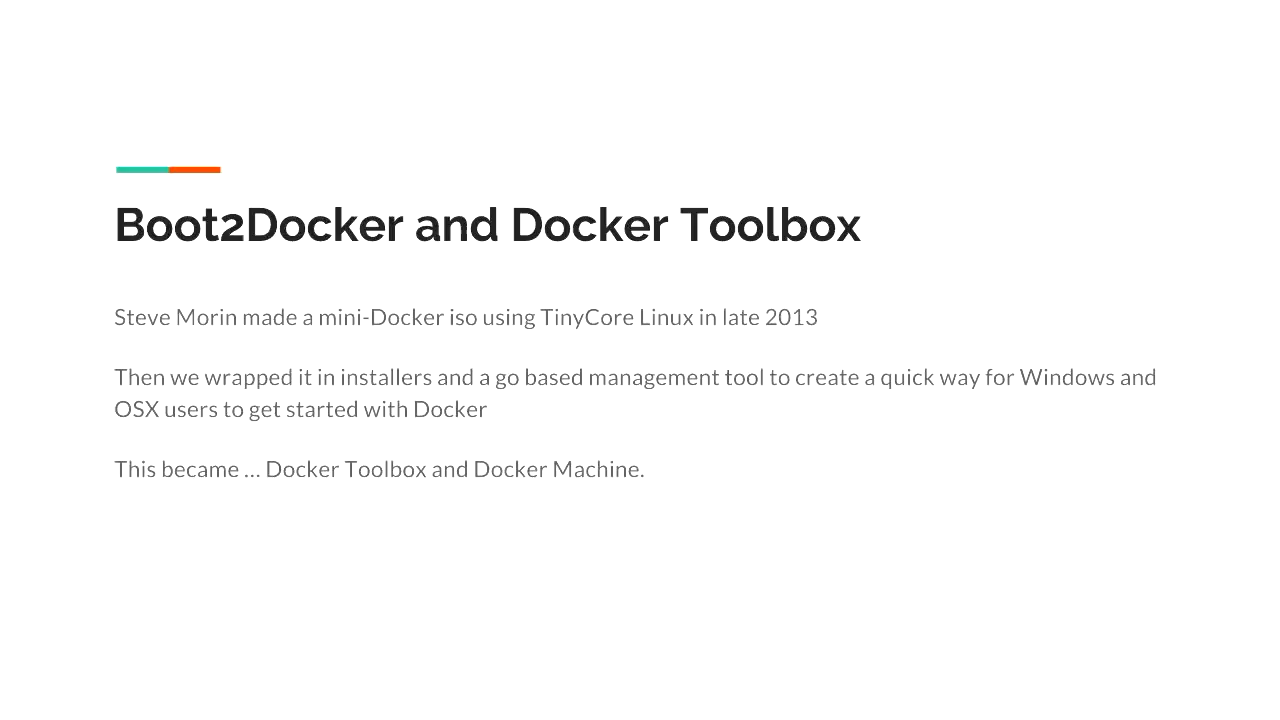 Boot2Docker and Docker Toolbox
Steve Morin made a mini-Docker iso using TinyCore Linux in late 2013
Then we wrapped it in installers and a go based management tool to create a quick way for Windows and
OSX users to get started with Docker
This became ... Docker Toolbox and Docker Machine.